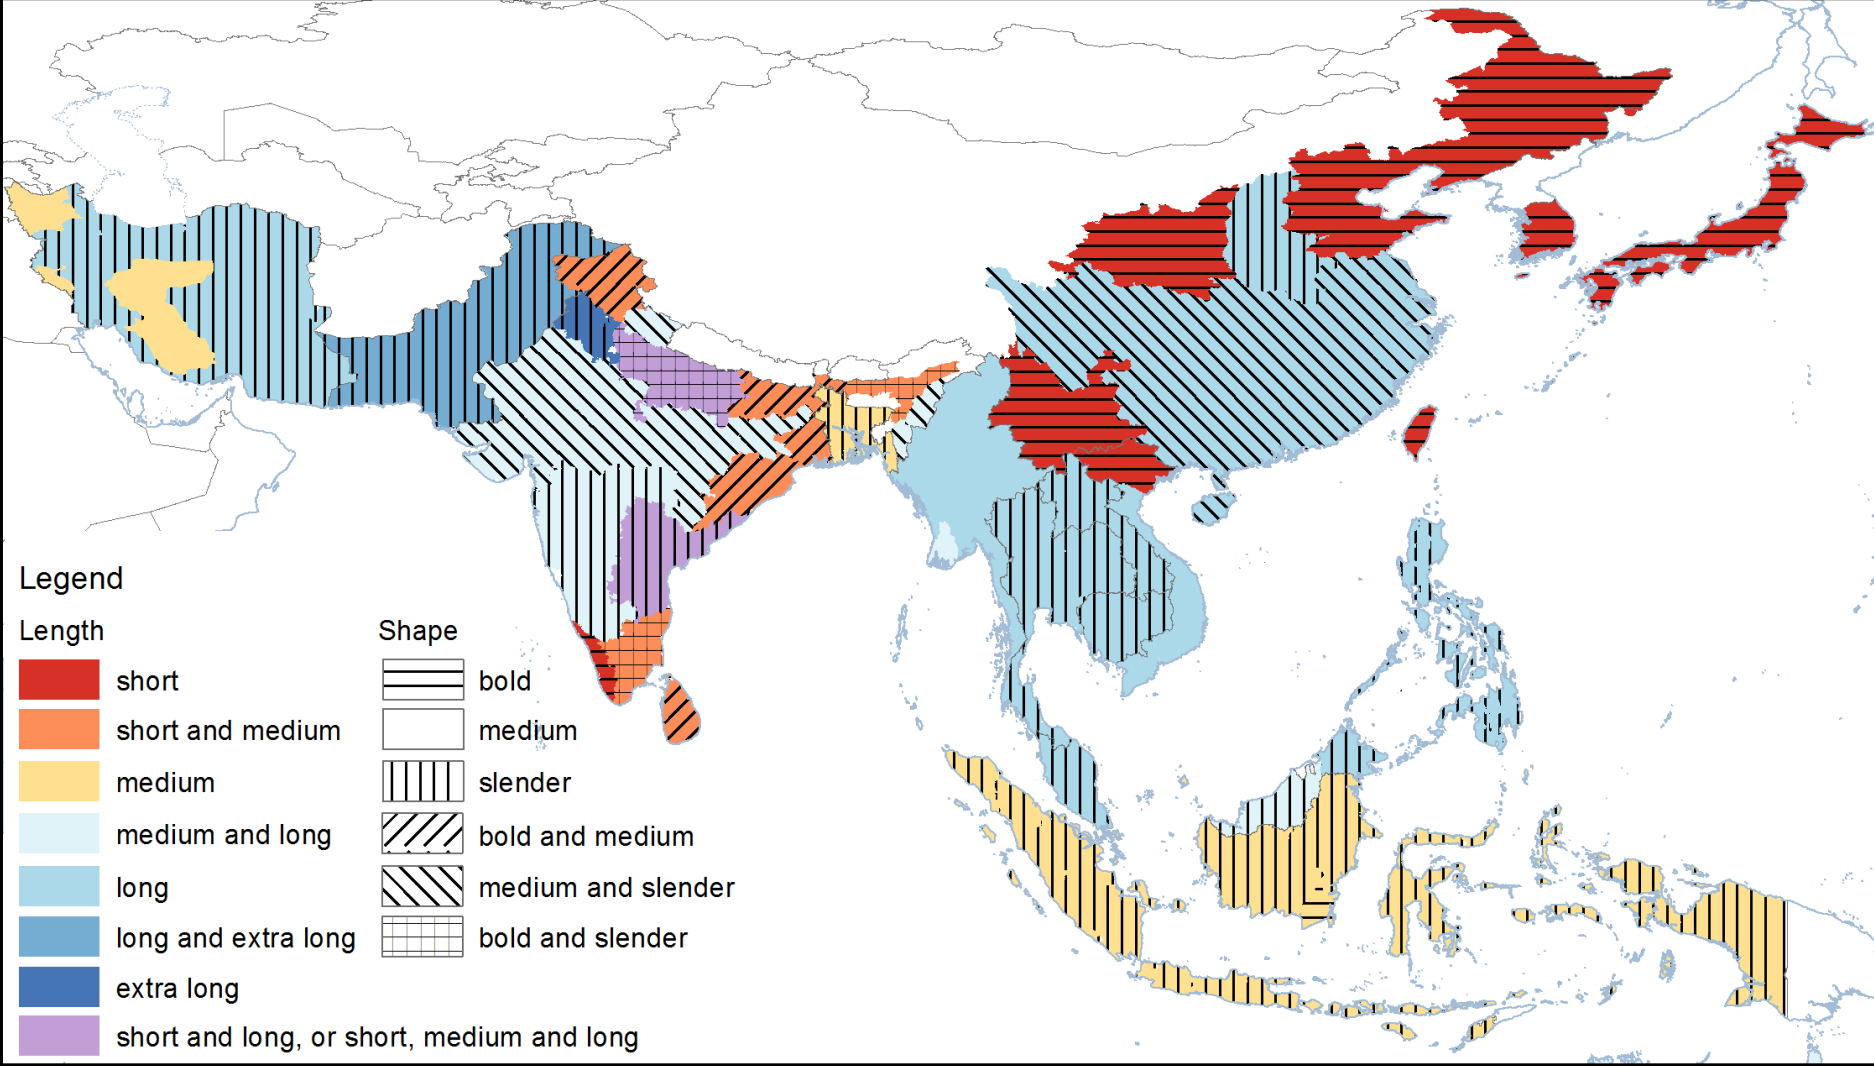 Legend
Length
short
short and medium
medium
medium and long
long
long and extra long
extra long
short and long, or short, medium and long
Shape
bold
medium
slender
bold and medium
medium and slender
bold and slender